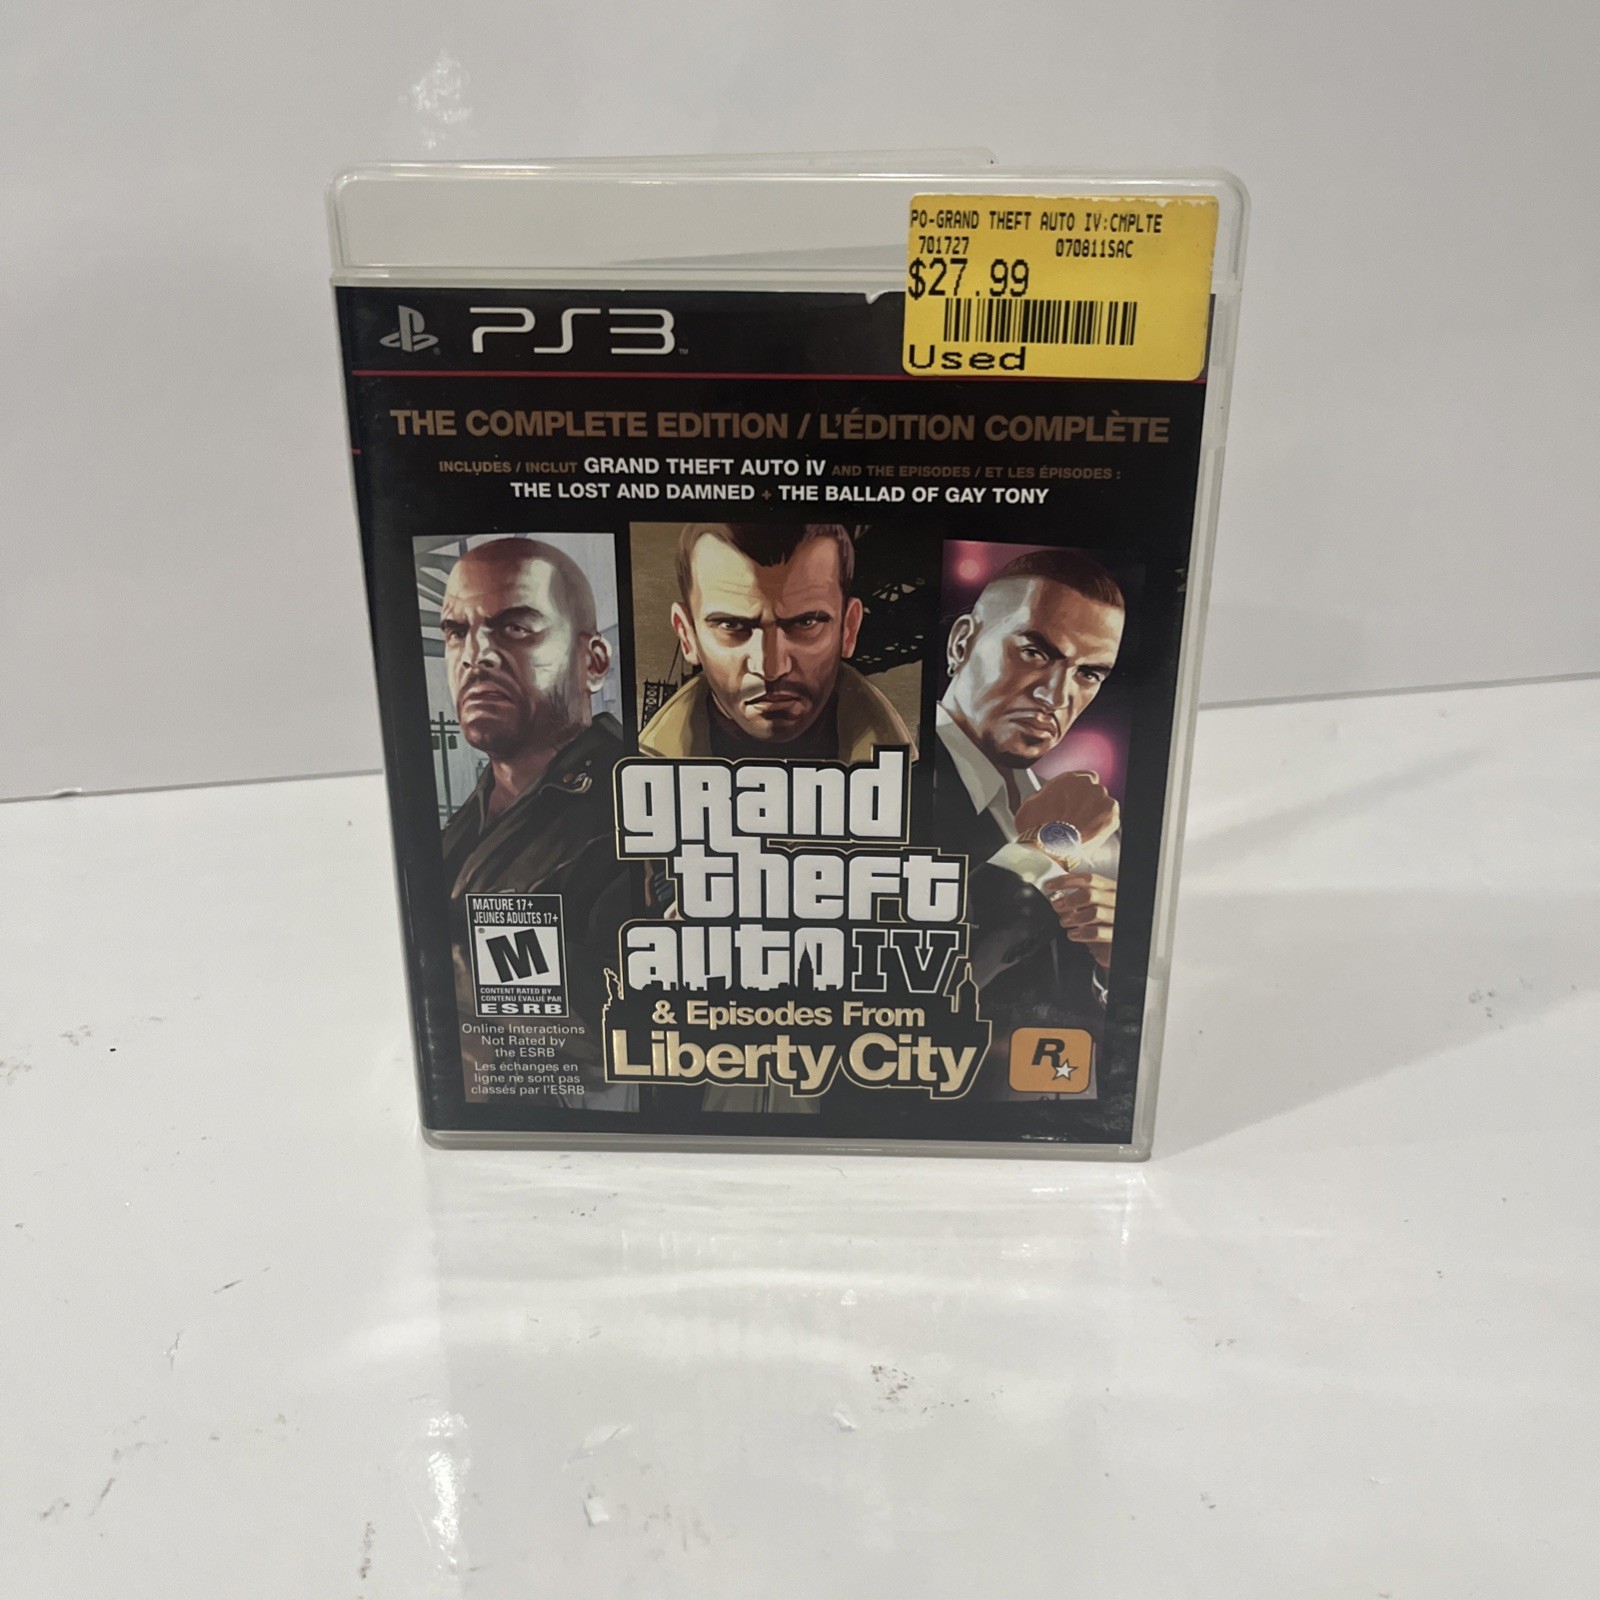 PO-GRAND THEFT AUTO IV:CMPLTE
701727 070811SAC
$27.99
Used
PS3™
THE COMPLETE EDITION / L'ÉDITION COMPLÈTE
INCLUDES / INCLUT GRAND THEFT AUTO IV AND THE EPISODES / ET LES ÉPISODES :
THE LOST AND DAMNED + THE BALLAD OF GAY TONY
grand
theft
auto IV
& Episodes From
Liberty City
MATURE 17+
JEUNES ADULTES 17+
M
CONTENT RATED BY
CONTENU ÉVALUÉ PAR
ESRB
Online Interactions
Not Rated by
the ESRB
Les échanges en
ligne ne sont pas
classés par l'ESRB
R